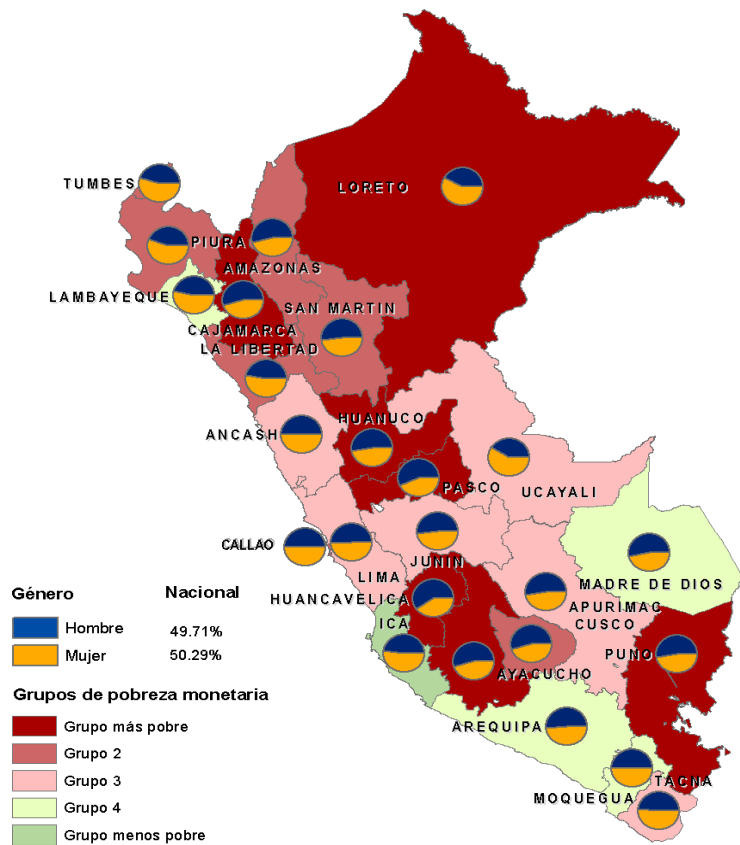 TUMBES
LORETO
PIURA
AMAZONAS
LAMBAYEQUE
SAN MARTIN
CAJAMARCA
LA LIBERTAD
HUANUCO
ANCASH
PASCO
UCAYALI
CALLAO
JUNIN
LIMA
MADRE DE DIOS
HUANCAVELICA
APURIMAC
CUSCO
ICA
PUNO
AYACUCHO
AREQUIPA
TACNA
MOQUEGUA
Género Nacional
Hombre 49.71%
Mujer 50.29%
Grupos de pobreza monetaria
Grupo más pobre
Grupo 2
Grupo 3
Grupo 4
Grupo menos pobre